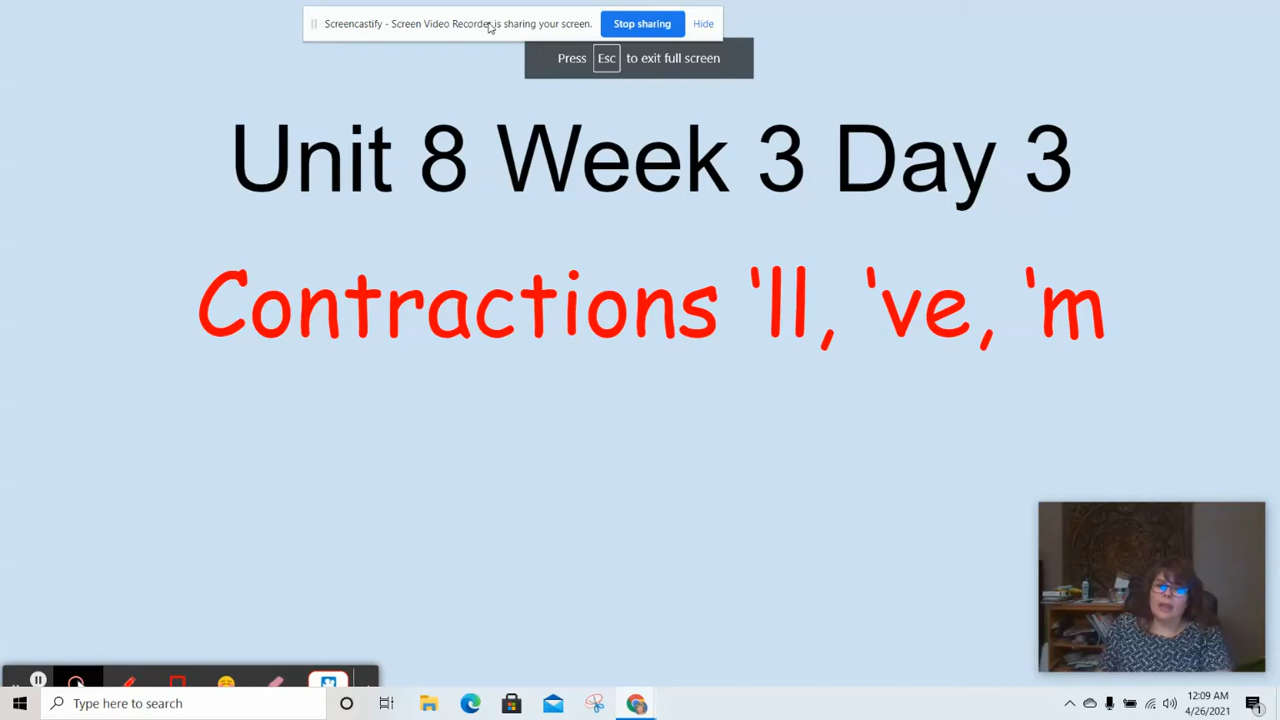 Screencastify - Screen Video Recorder is sharing your screen. Stop sharing Hide
Press Esc to exit full screen
Unit 8 Week 3 Day 3
Contractions ‘ll, ‘ve, ‘m
Type here to search
12:09 AM
4/26/2021
1